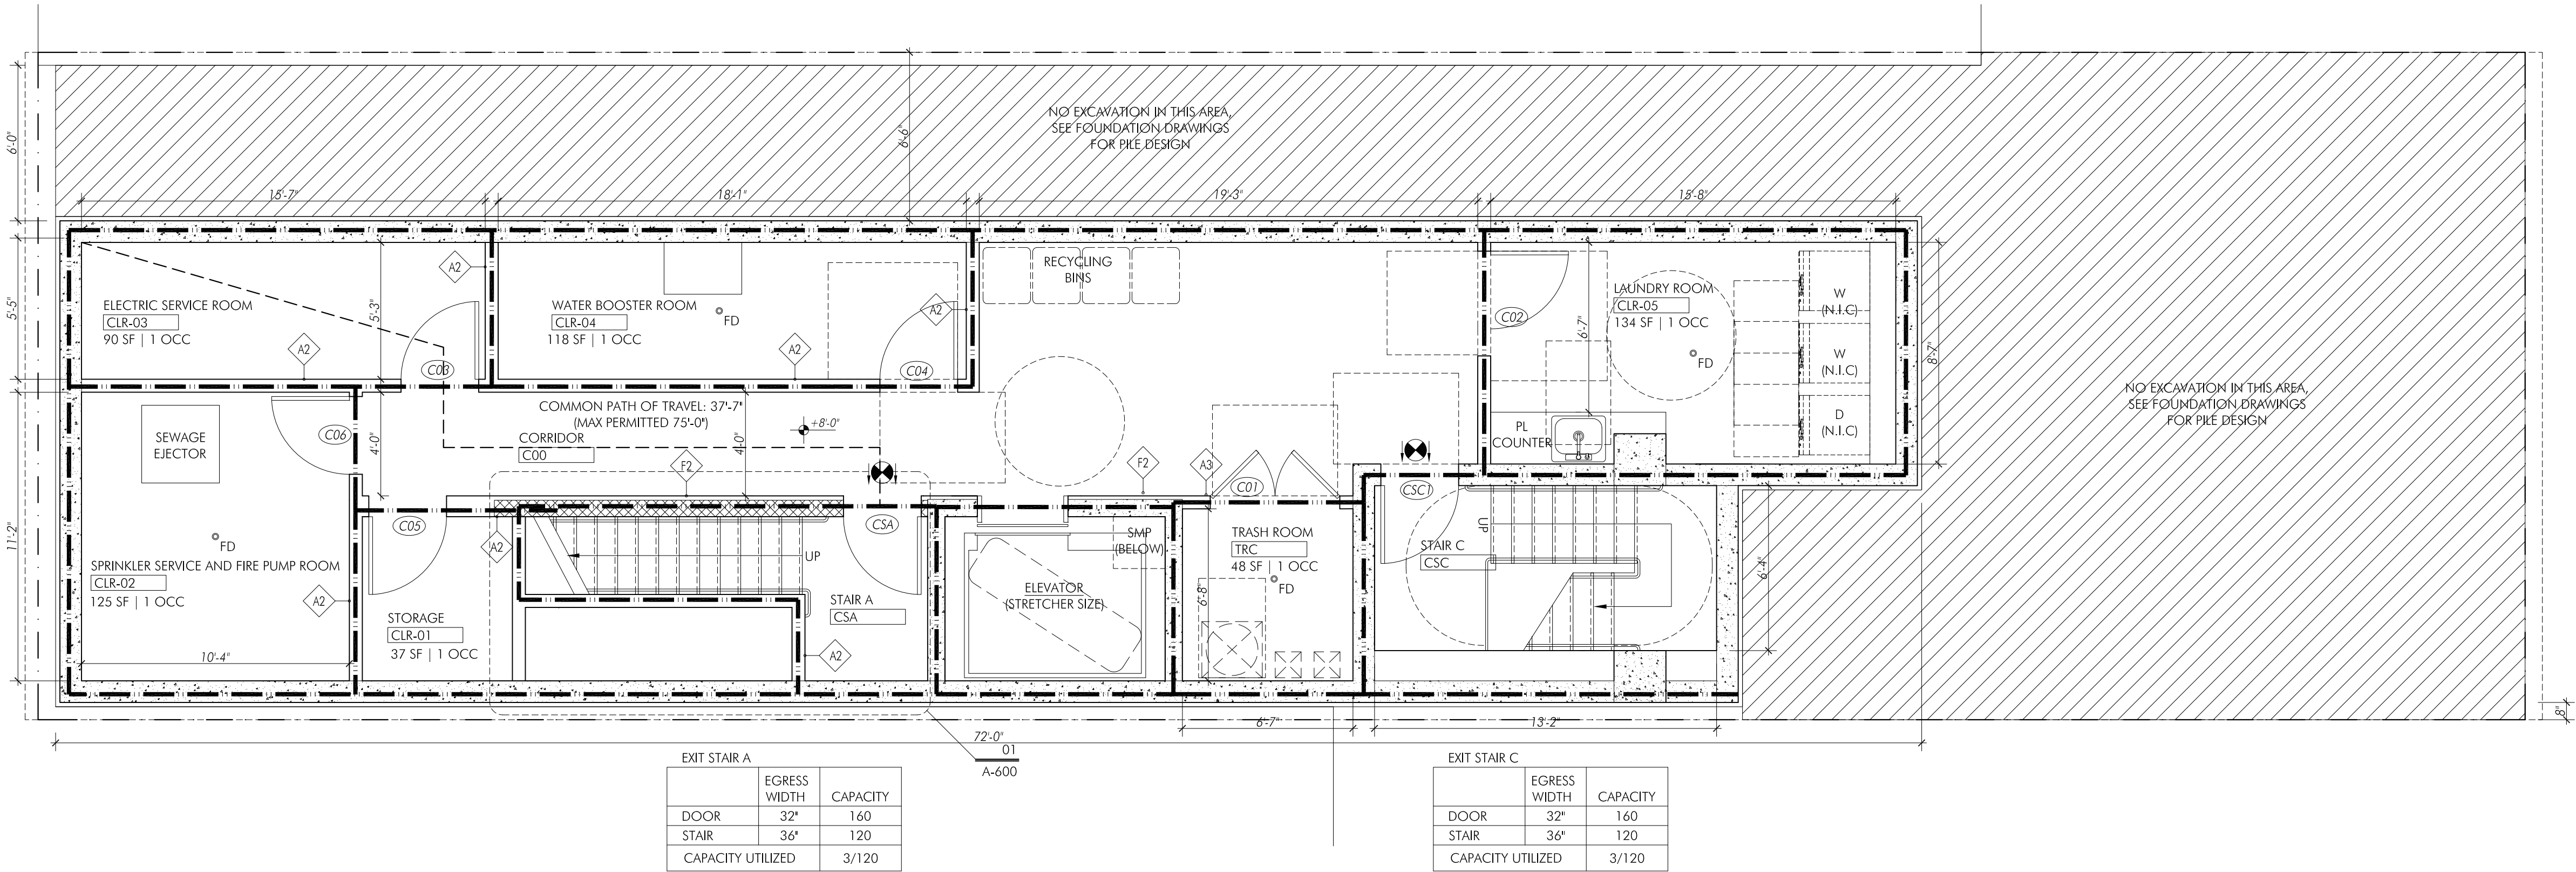 NO EXCAVATION IN THIS AREA,
SEE FOUNDATION DRAWINGS
FOR PILE DESIGN
6'-0"
6'-6"
15'-7"
18'-1"
19'-3"
15'-8"
5'-5"
5'-3"
A2
ELECTRIC SERVICE ROOM
CLR-03
90 SF | 1 OCC
A2
C03
WATER BOOSTER ROOM
CLR-04
118 SF | 1 OCC
FD
A2
A2
C04
RECYCLING
BINS
C02
6'-7"
LAUNDRY ROOM
CLR-05
134 SF | 1 OCC
FD
W
(N.I.C)
W
(N.I.C)
D
(N.I.C)
8'-7"
PL
COUNTER
NO EXCAVATION IN THIS AREA,
SEE FOUNDATION DRAWINGS
FOR PILE DESIGN
COMMON PATH OF TRAVEL: 37'-7"
(MAX PERMITTED 75'-0")
+8'-0"
CORRIDOR
C00
4'-0"
4'-0"
F2
F2
A3
C01
CSC1
SEWAGE
EJECTOR
C06
11'-2"
FD
SPRINKLER SERVICE AND FIRE PUMP ROOM
CLR-02
125 SF | 1 OCC
A2
10'-4"
C05
STORAGE
CLR-01
37 SF | 1 OCC
A2
UP
CSA
STAIR A
CSA
A2
SMP
(BELOW)
ELEVATOR
(STRETCHER SIZE)
TRASH ROOM
TRC
48 SF | 1 OCC
FD
6'-8"
UP
STAIR C
CSC
6'-4"
6'-7"
13'-2"
8"
72'-0"
01
A-600
EXIT STAIR A
EGRESS
WIDTH CAPACITY
DOOR 32" 160
STAIR 36" 120
CAPACITY UTILIZED 3/120
EXIT STAIR C
EGRESS
WIDTH CAPACITY
DOOR 32" 160
STAIR 36" 120
CAPACITY UTILIZED 3/120